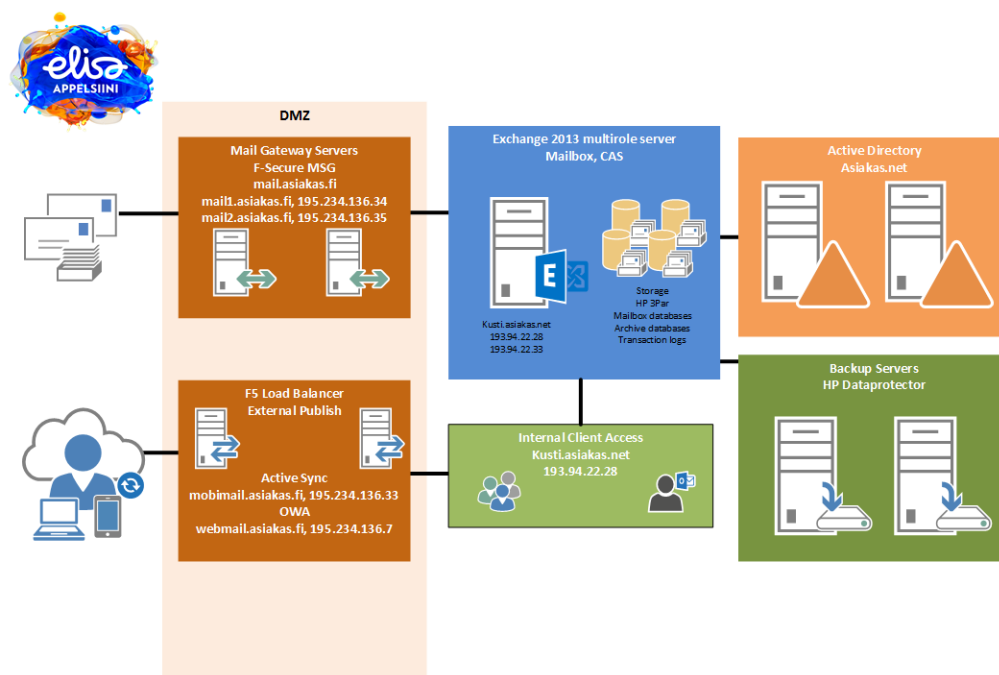 elisa
APPELSIINI
DMZ
Mail Gateway Servers
F-Secure MSG
mail.asiakas.fi
mail1.asiakas.fi, 195.234.136.34
mail2.asiakas.fi, 195.234.136.35
Exchange 2013 multirole server
Mailbox, CAS
E
Kusti.asiakas.net
193.94.22.28
193.94.22.33
Storage
HP 3Par
Mailbox databases
Archive databases
Transaction logs
Active Directory
Asiakas.net
F5 Load Balancer
External Publish
Active Sync
mobimail.asiakas.fi, 195.234.136.33
OWA
webmail.asiakas.fi, 195.234.136.7
Internal Client Access
Kusti.asiakas.net
193.94.22.28
O
Backup Servers
HP Dataprotector